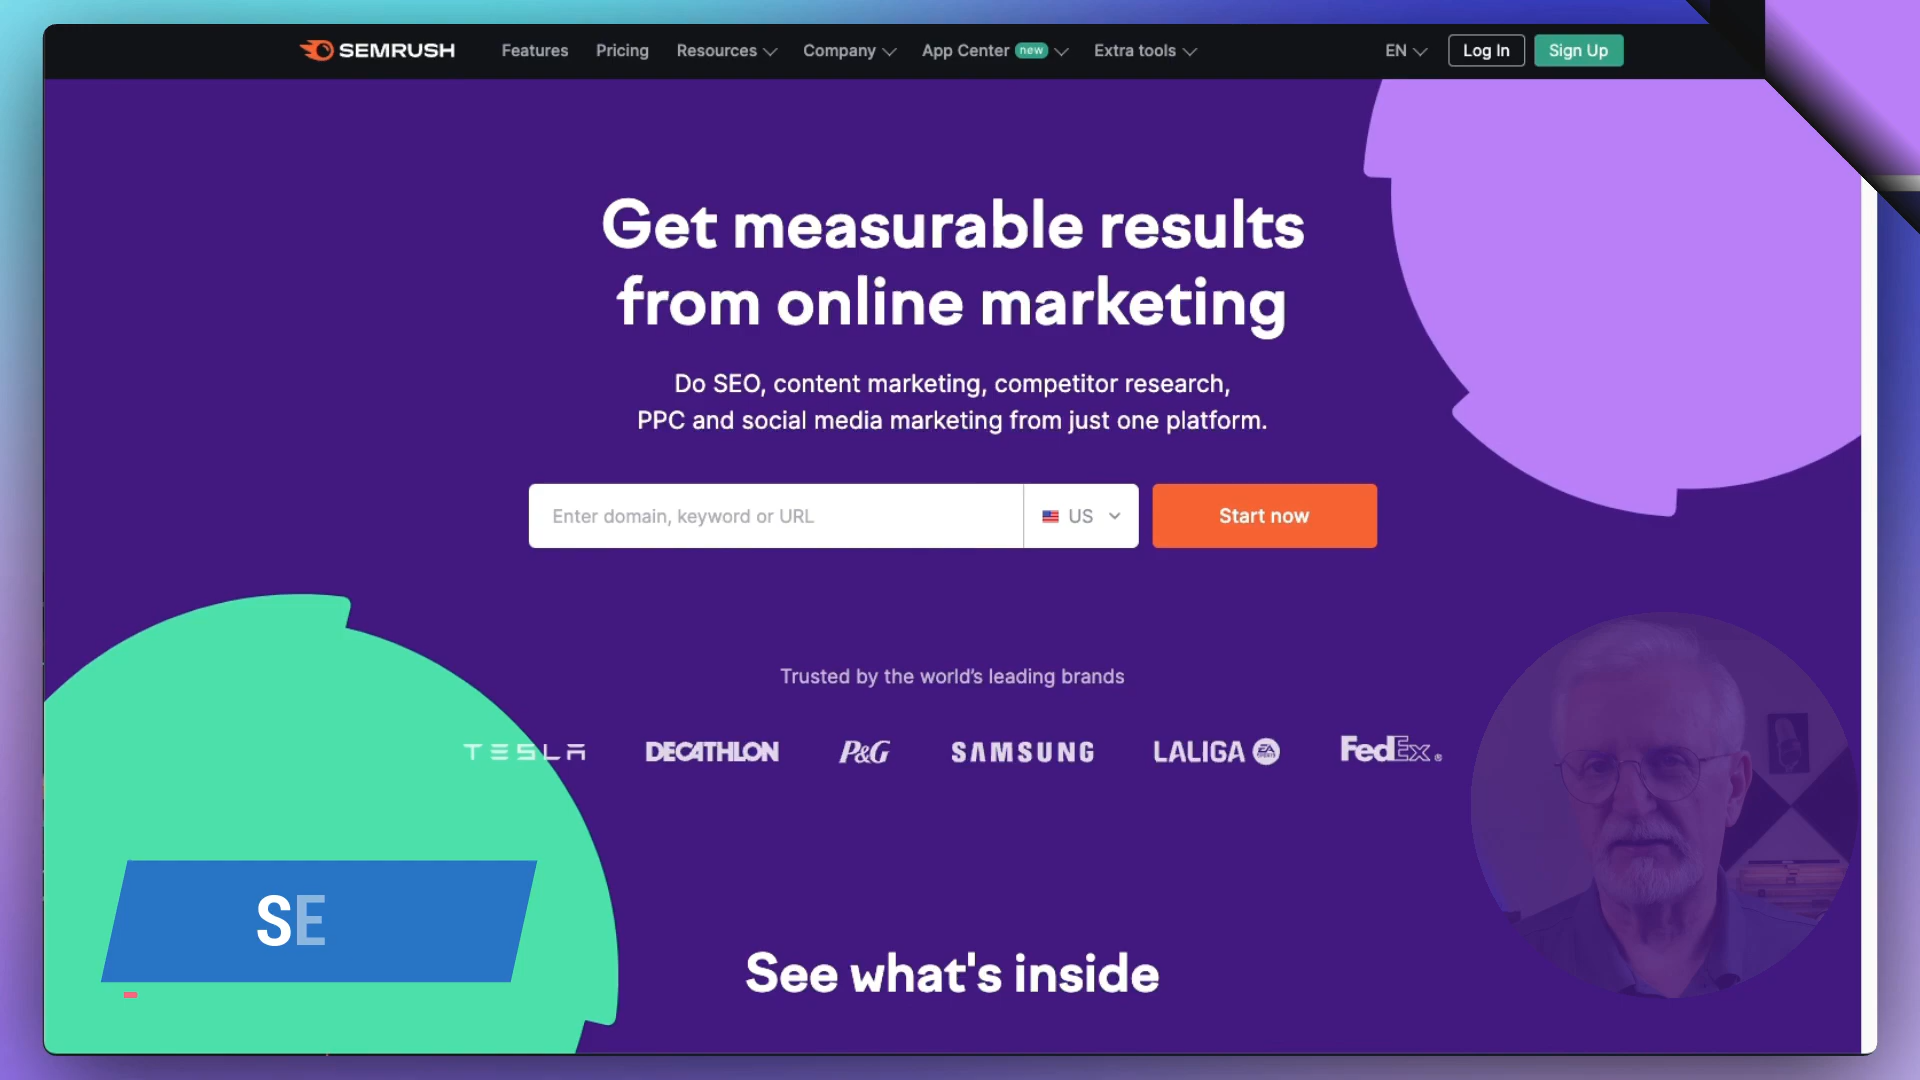 SEMRUSH
Features
Pricing
Resources
Company
App Center new
Extra tools
EN
Log In
Sign Up
Get measurable results
from online marketing
Do SEO, content marketing, competitor research,
PPC and social media marketing from just one platform.
Enter domain, keyword or URL
US
Start now
Trusted by the world's leading brands
TESLA
DECATHLON
P&G
SAMSUNG
LALIGA
EA
SPORTS
FedEx®
SE
See what's inside